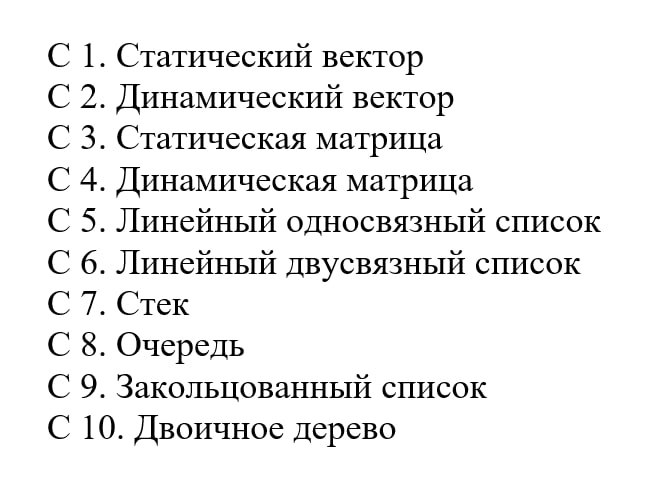 С 1. Статический вектор
С 2. Динамический вектор
С 3. Статическая матрица
С 4. Динамическая матрица
С 5. Линейный односвязный список
С 6. Линейный двусвязный список
С 7. Стек
С 8. Очередь
С 9. Закольцованный список
С 10. Двоичное дерево